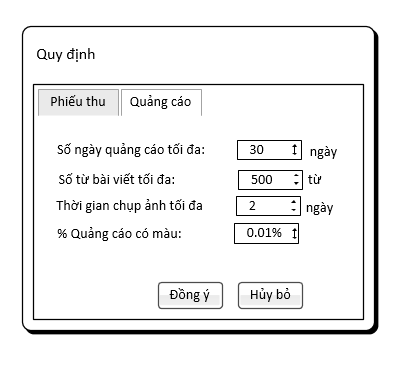 Quy định
Phiếu thu Quảng cáo
Số ngày quảng cáo tối đa: 30 ngày
Số từ bài viết tối đa: 500 từ
Thời gian chụp ảnh tối đa 2 ngày
% Quảng cáo có màu: 0.01%
Đồng ý Hủy bỏ